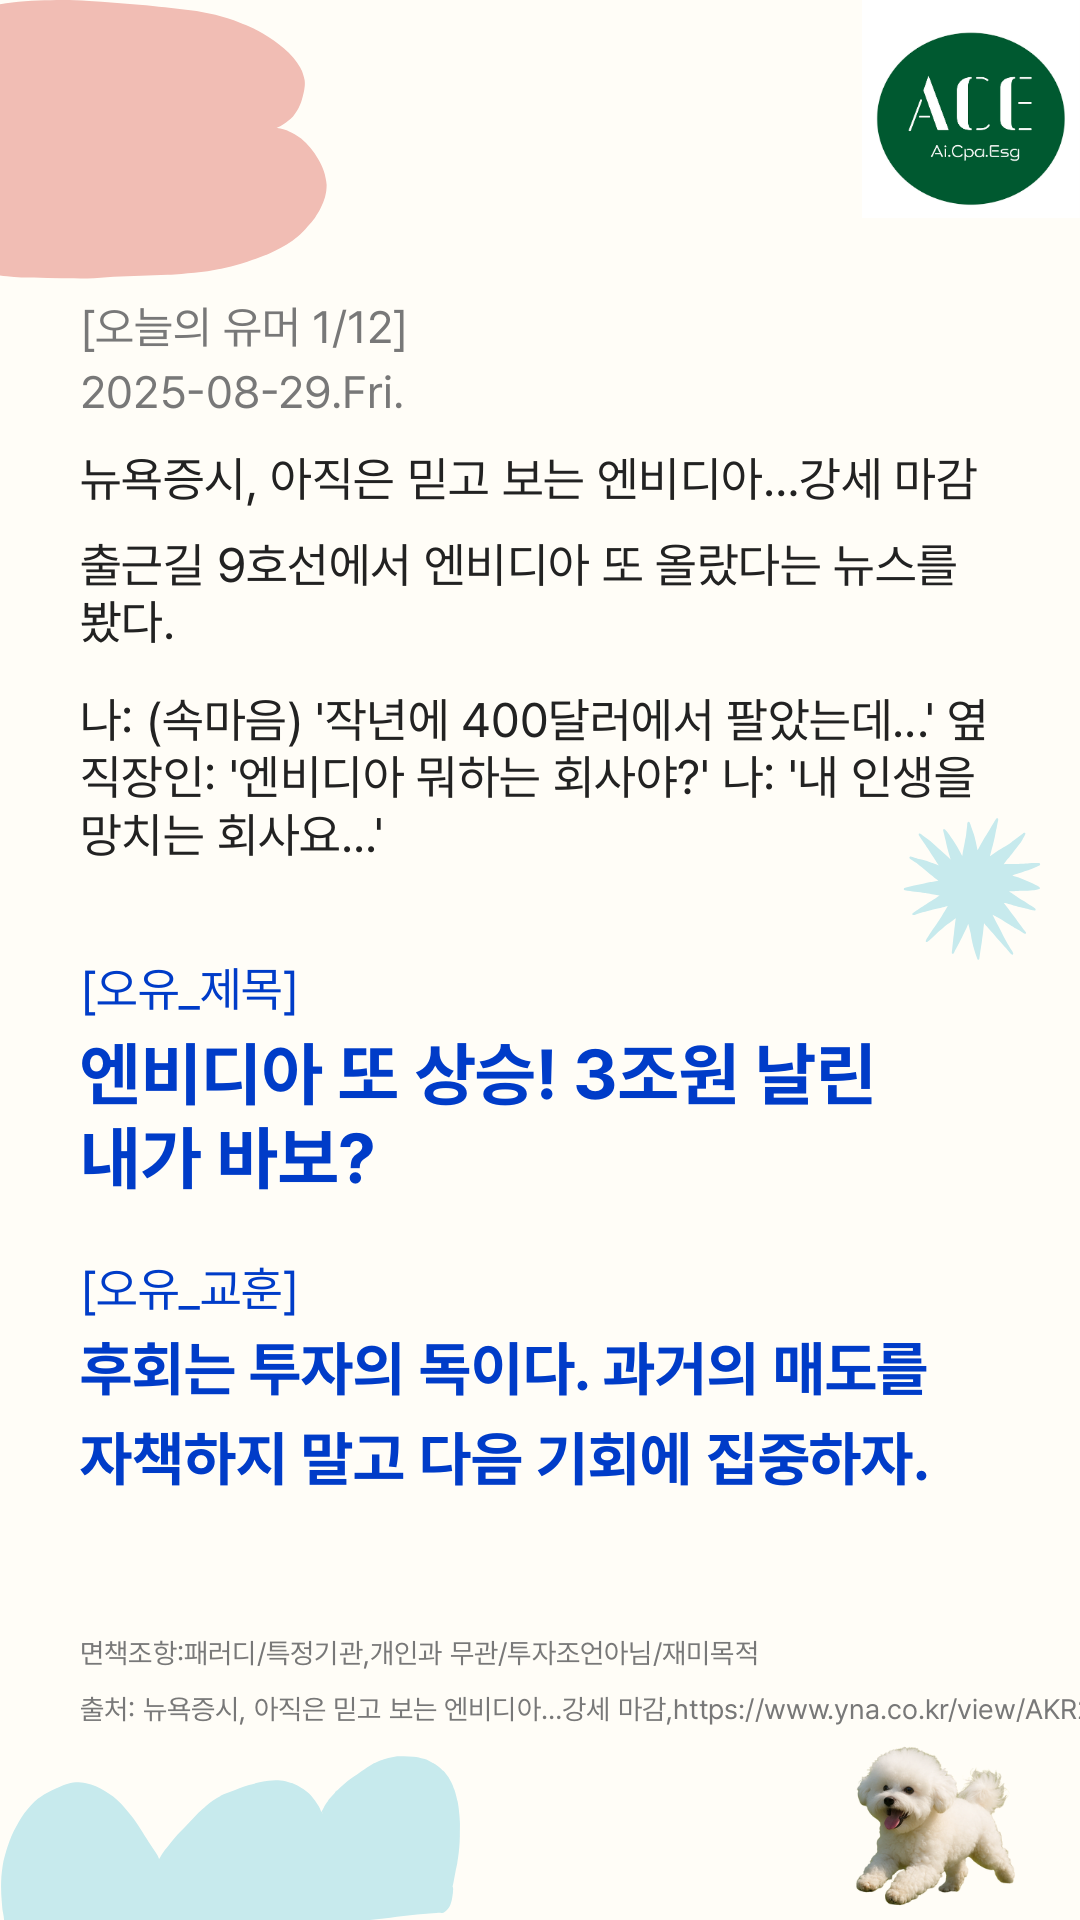 ACE
Ai.Cpa.Esg
[오늘의 유머 1/12]
2025-08-29.Fri.
뉴욕증시, 아직은 믿고 보는 엔비디아…강세 마감
출근길 9호선에서 엔비디아 또 올랐다는 뉴스를
봤다.
나: (속마음) '작년에 400달러에서 팔았는데...' 옆
직장인: '엔비디아 뭐하는 회사야?' 나: '내 인생을
망치는 회사요...'
[오유_제목]
엔비디아 또 상승! 3조원 날린
내가 바보?
[오유_교훈]
후회는 투자의 독이다. 과거의 매도를
자책하지 말고 다음 기회에 집중하자.
면책조항:패러디/특정기관,개인과 무관/투자조언아님/재미목적
출처: 뉴욕증시, 아직은 믿고 보는 엔비디아…강세 마감,https://www.yna.co.kr/view/AKR